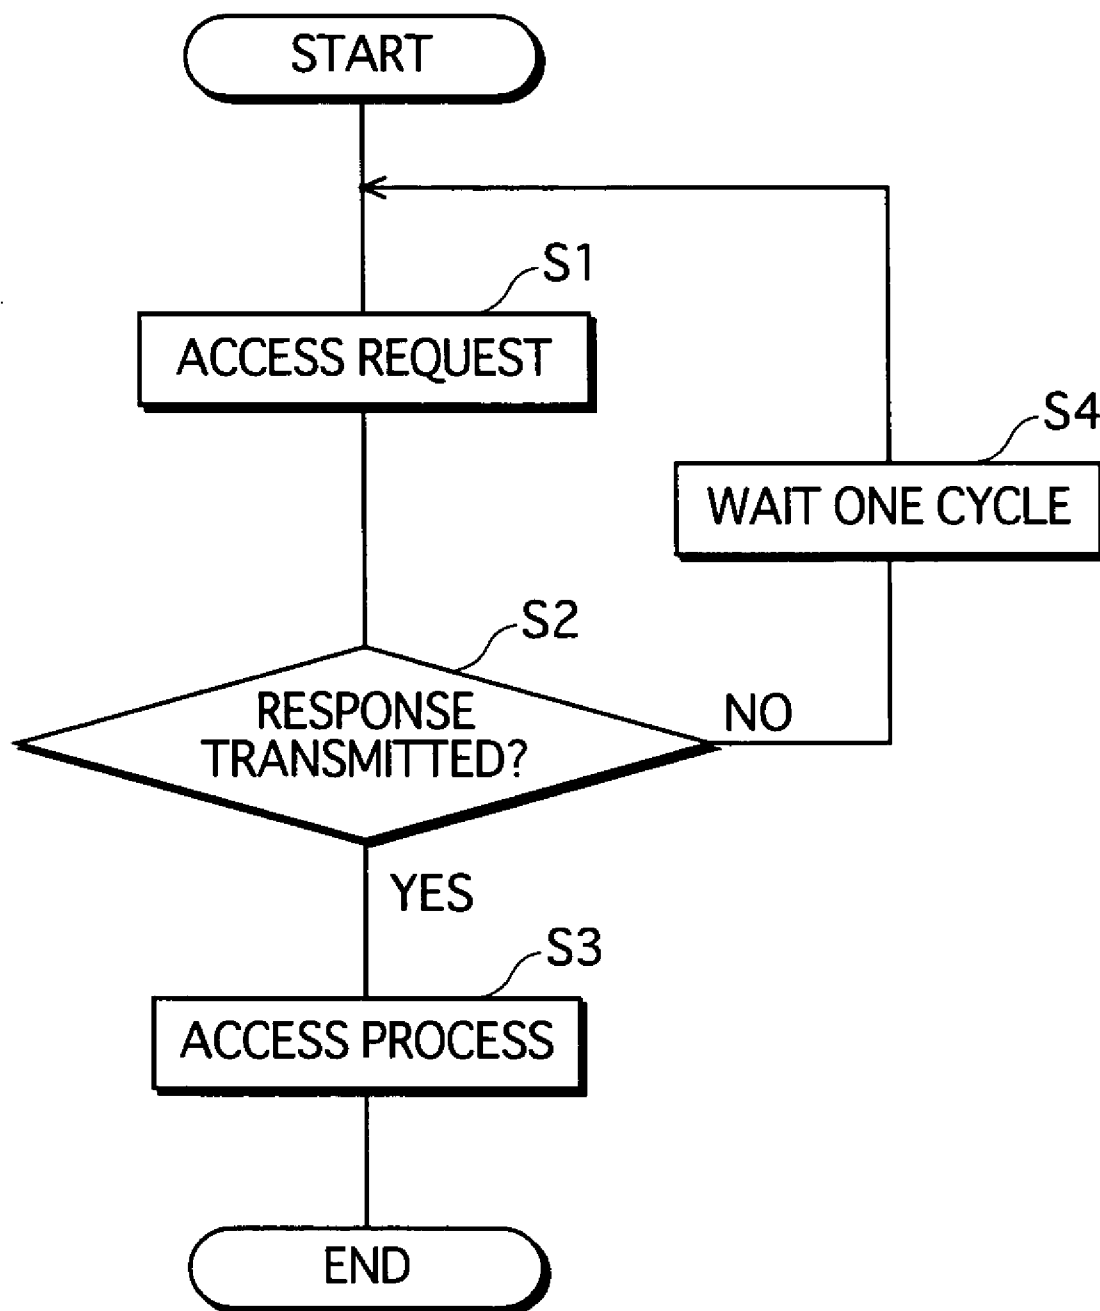 START
S1
ACCESS REQUEST
S4
WAIT ONE CYCLE
S2
RESPONSE
TRANSMITTED?
NO
YES
S3
ACCESS PROCESS
END